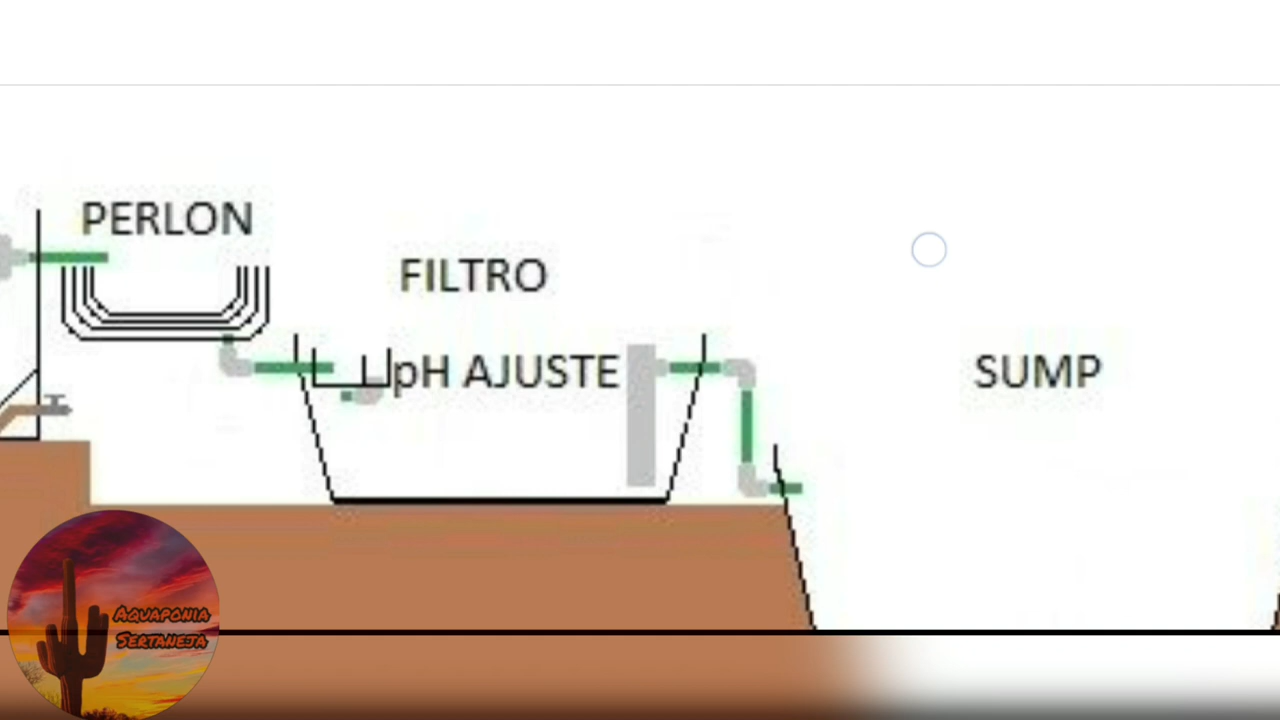 PERLON
FILTRO
pH AJUSTE
SUMP
AQUAPONIA
SERTANEJA